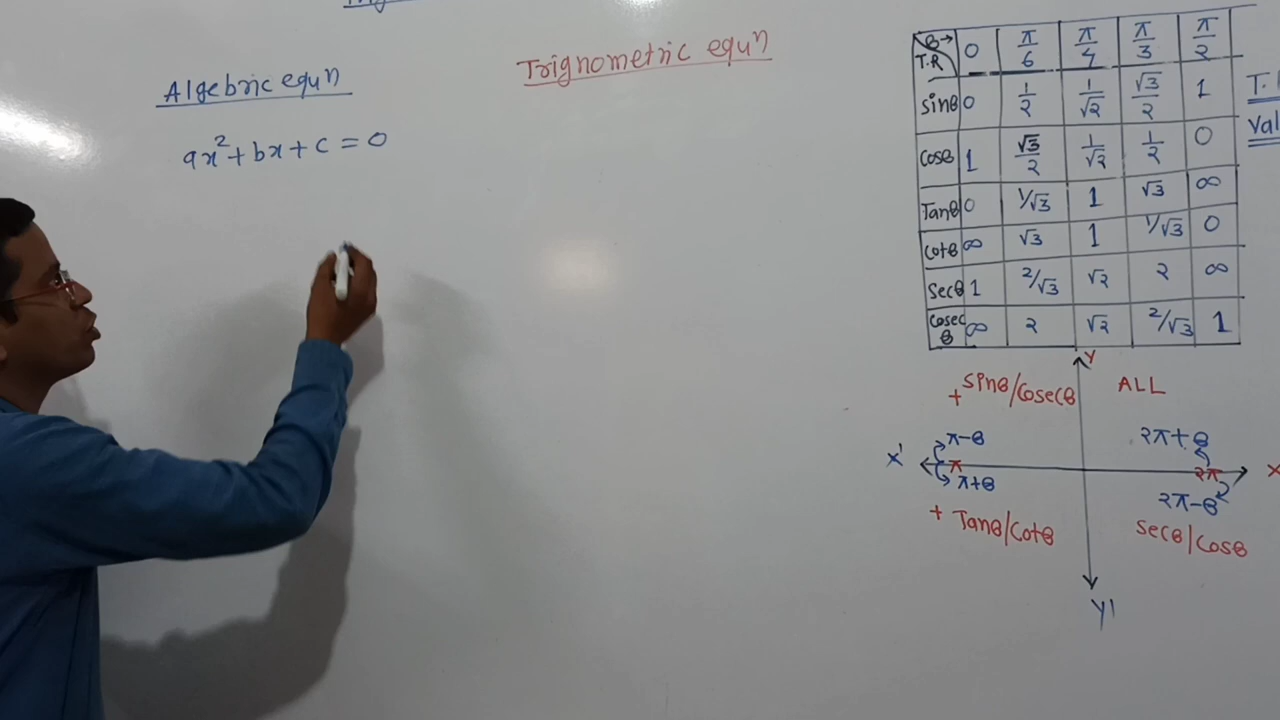 Algebric equn
ax²+bx+c=0
Trignometric equn
θ→ 0 π/6 π/4 π/3 π/2
T.R
sinθ 0 1/2 1/√2 √3/2 1
cosθ 1 √3/2 1/√2 1/2 0
Tanθ 0 1/√3 1 √3 ∞
cotθ ∞ √3 1 1/√3 0
secθ 1 2/√3 √2 2 ∞
cosec θ ∞ 2 √2 2/√3 1
Y
+ sinθ/cosecθ ALL
π-θ 2π+θ
X' π 2π X
π+θ 2π-θ
+ Tanθ/cotθ secθ/cosθ
Y'